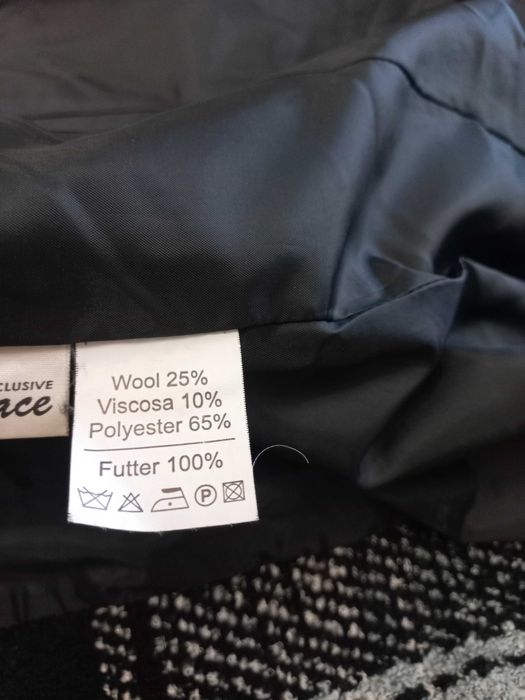 CLUSIVE
ace
Wool 25%
Viscosa 10%
Polyester 65%
Futter 100%
P